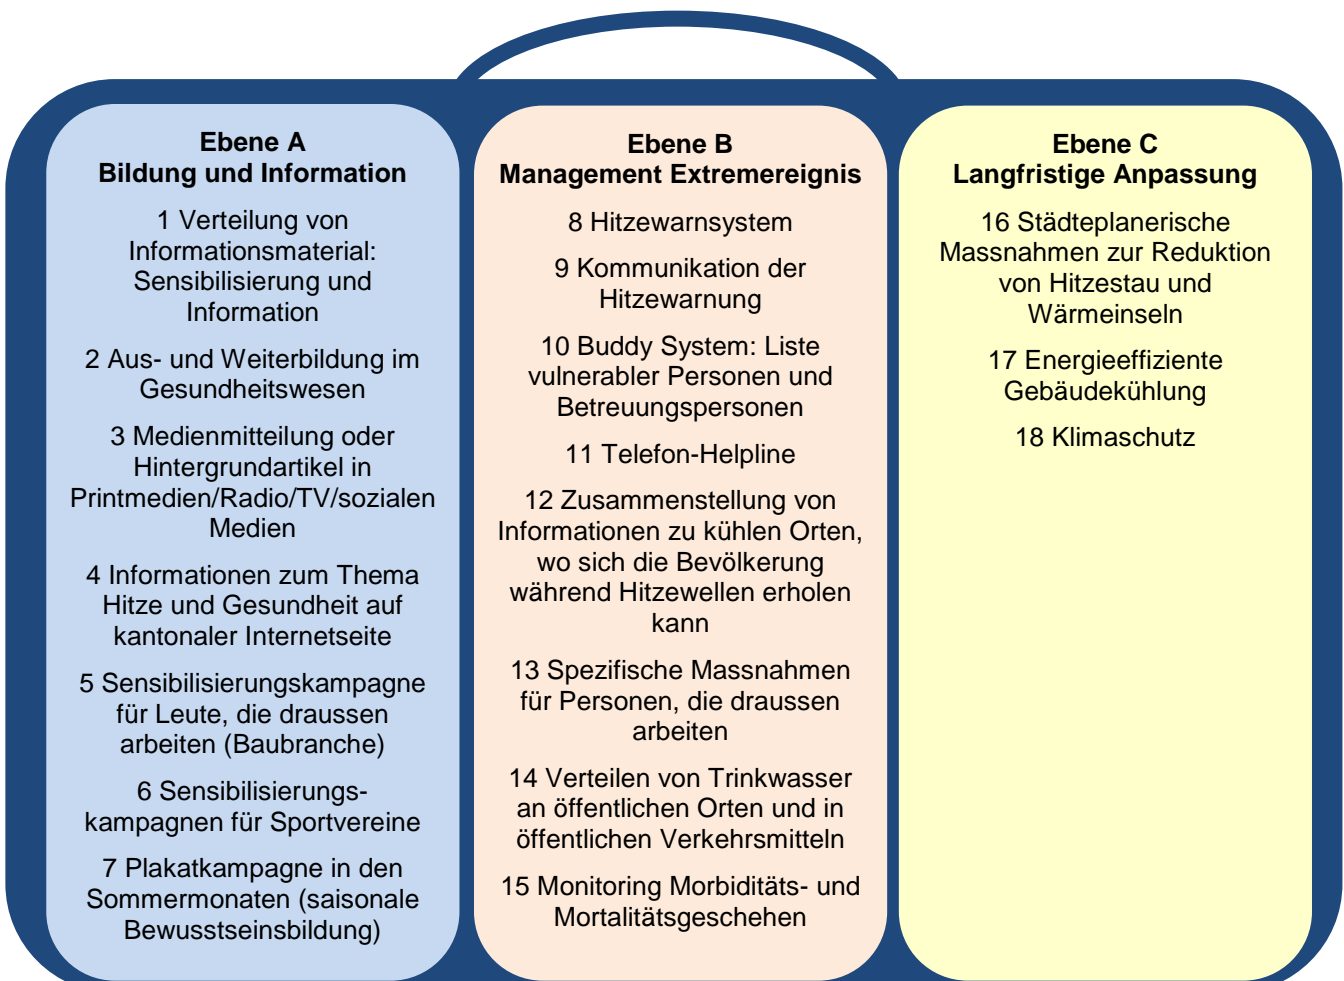 Ebene A
Bildung und Information
1 Verteilung von
Informationsmaterial:
Sensibilisierung und
Information
2 Aus- und Weiterbildung im
Gesundheitswesen
3 Medienmitteilung oder
Hintergrundartikel in
Printmedien/Radio/TV/sozialen
Medien
4 Informationen zum Thema
Hitze und Gesundheit auf
kantonaler Internetseite
5 Sensibilisierungskampagne
für Leute, die draussen
arbeiten (Baubranche)
6 Sensibilisierungs-
kampagnen für Sportvereine
7 Plakatkampagne in den
Sommermonaten (saisonale
Bewusstseinsbildung)
Ebene B
Management Extremereignis
8 Hitzewarnsystem
9 Kommunikation der
Hitzewarnung
10 Buddy System: Liste
vulnerabler Personen und
Betreuungspersonen
11 Telefon-Helpline
12 Zusammenstellung von
Informationen zu kühlen Orten,
wo sich die Bevölkerung
während Hitzewellen erholen
kann
13 Spezifische Massnahmen
für Personen, die draussen
arbeiten
14 Verteilen von Trinkwasser
an öffentlichen Orten und in
öffentlichen Verkehrsmitteln
15 Monitoring Morbiditäts- und
Mortalitätsgeschehen
Ebene C
Langfristige Anpassung
16 Städteplanerische
Massnahmen zur Reduktion
von Hitzestau und
Wärmeinseln
17 Energieeffiziente
Gebäudekühlung
18 Klimaschutz